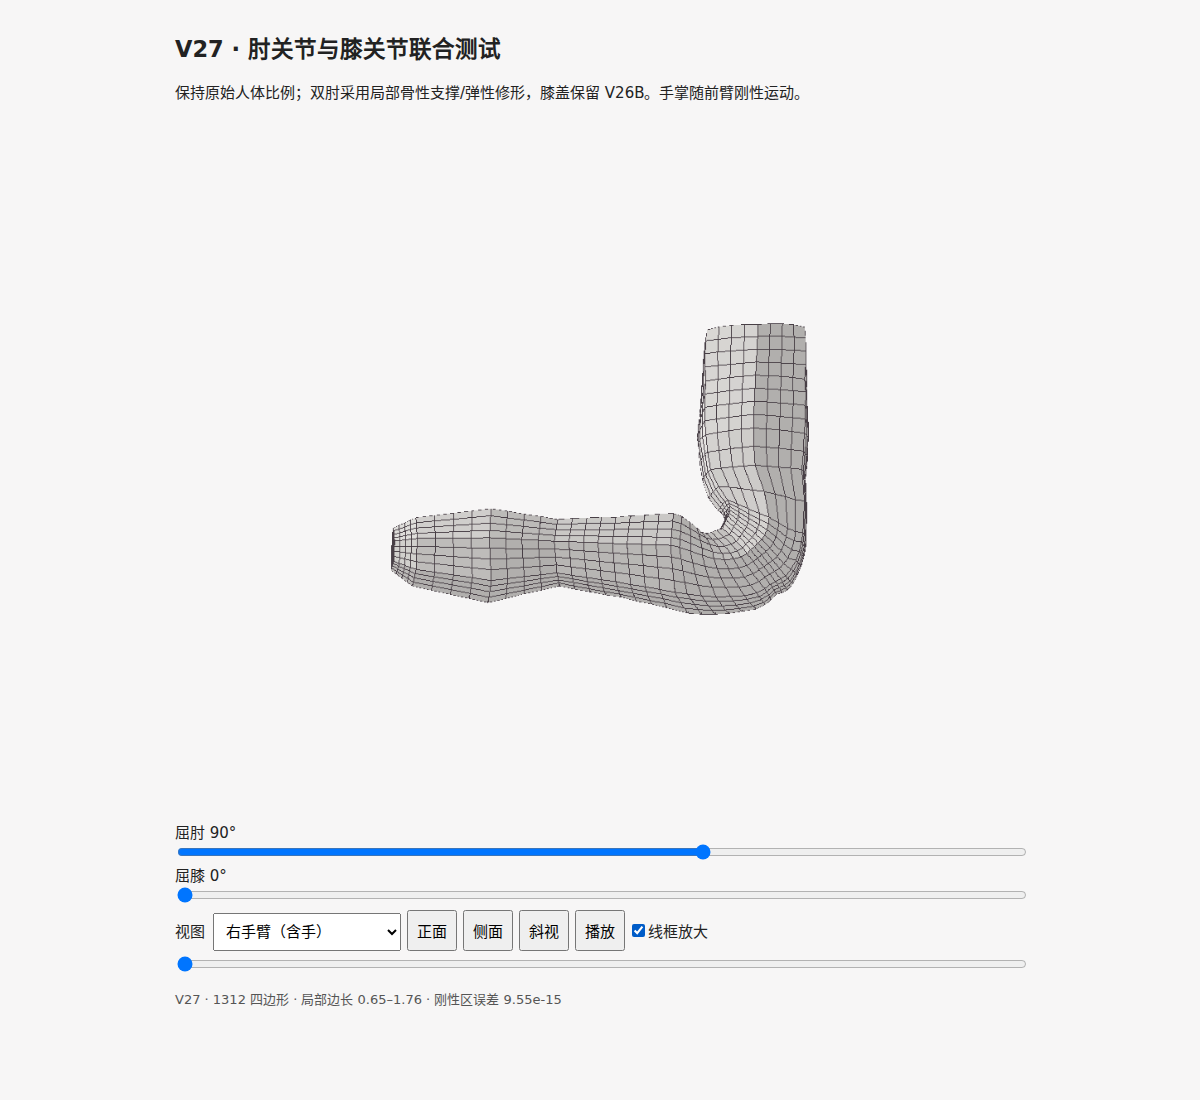 V27 · 肘关节与膝关节联合测试
保持原始人体比例；双肘采用局部骨性支撑/弹性修形，膝盖保留 V26B。手掌随前臂刚性运动。
屈肘 90°
屈膝 0°
视图 右手臂（含手） 正面 侧面 斜视 播放 线框放大
V27 · 1312 四边形 · 局部边长 0.65–1.76 · 刚性区误差 9.55e-15